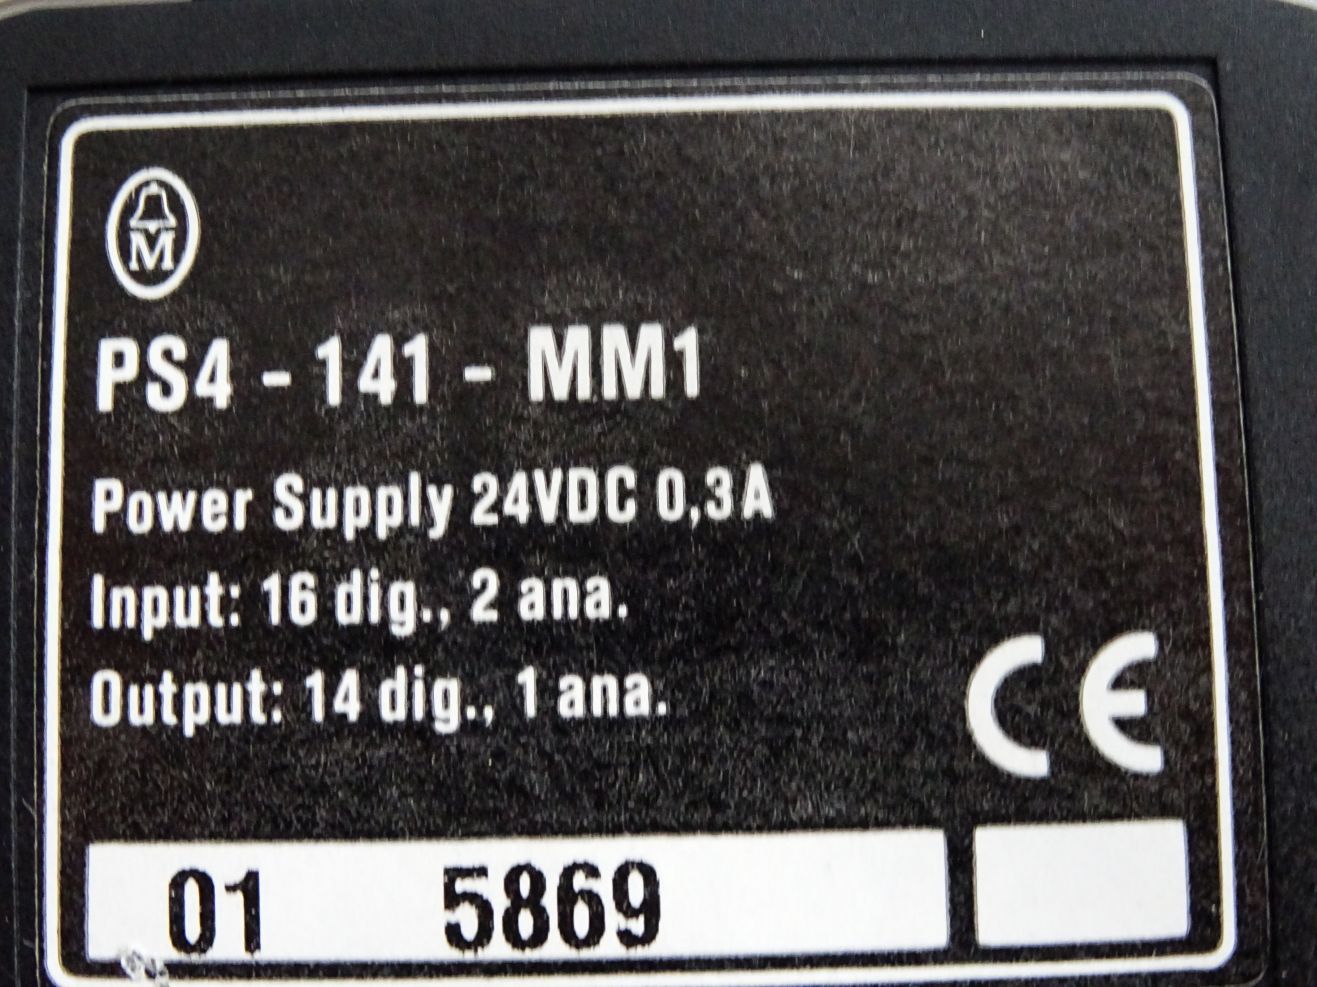 M
PS4 - 141 - MM1
Power Supply 24VDC 0,3A
Input: 16 dig., 2 ana.
Output: 14 dig., 1 ana.
CE
01 5869